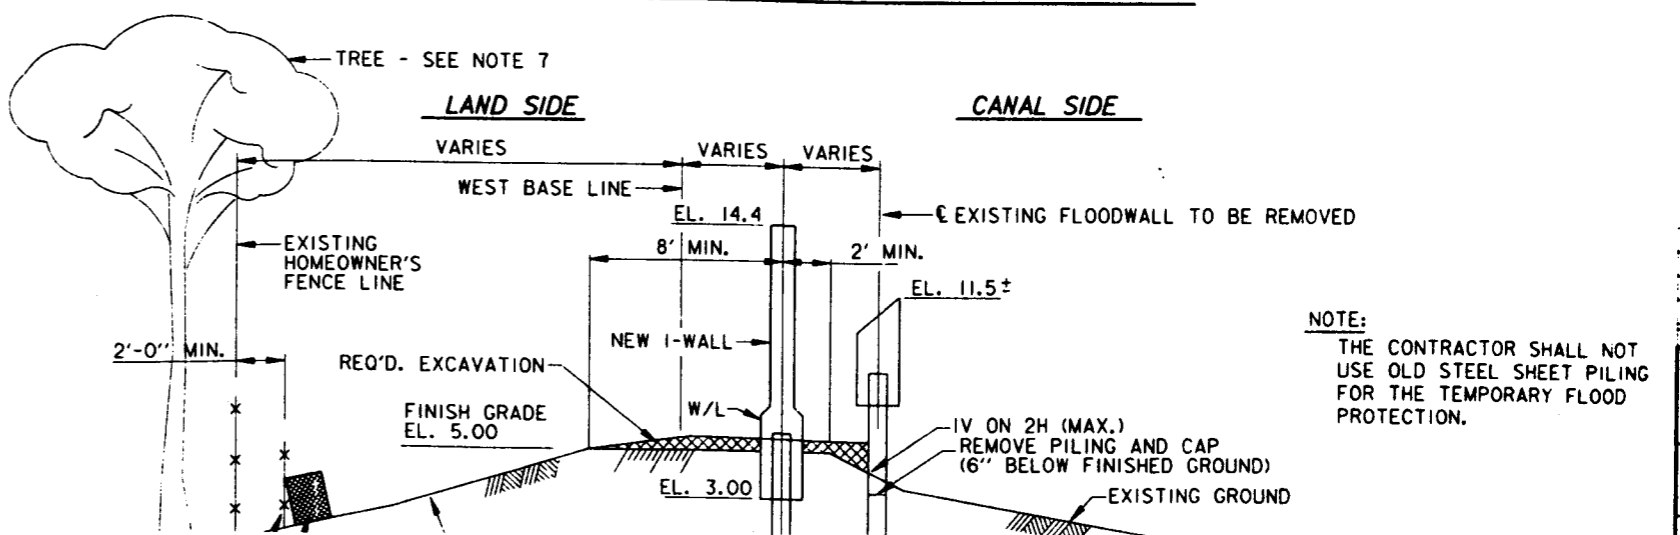 TREE - SEE NOTE 7
LAND SIDE
CANAL SIDE
VARIES
VARIES
VARIES
WEST BASE LINE
EL. 14.4
℄ EXISTING FLOODWALL TO BE REMOVED
EXISTING
HOMEOWNER'S
FENCE LINE
8' MIN.
2' MIN.
EL. 11.5±
NOTE:
THE CONTRACTOR SHALL NOT
USE OLD STEEL SHEET PILING
FOR THE TEMPORARY FLOOD
PROTECTION.
2'-0" MIN.
NEW I-WALL
REQ'D. EXCAVATION
W/L
FINISH GRADE
EL. 5.00
1V ON 2H (MAX.)
REMOVE PILING AND CAP
(6" BELOW FINISHED GROUND)
EL. 3.00
EXISTING GROUND